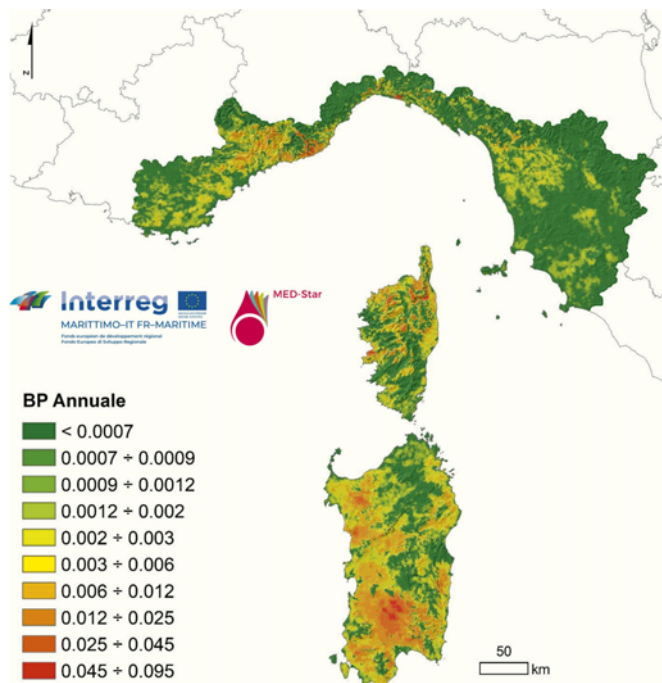 z
Interreg
MARITTIMO-IT FR-MARITIME
Fonds européen de développement régional
Fondo Europeo di Sviluppo Regionale
MED-Star
BP Annuale
< 0.0007
0.0007 ÷ 0.0009
0.0009 ÷ 0.0012
0.0012 ÷ 0.002
0.002 ÷ 0.003
0.003 ÷ 0.006
0.006 ÷ 0.012
0.012 ÷ 0.025
0.025 ÷ 0.045
0.045 ÷ 0.095
50
km